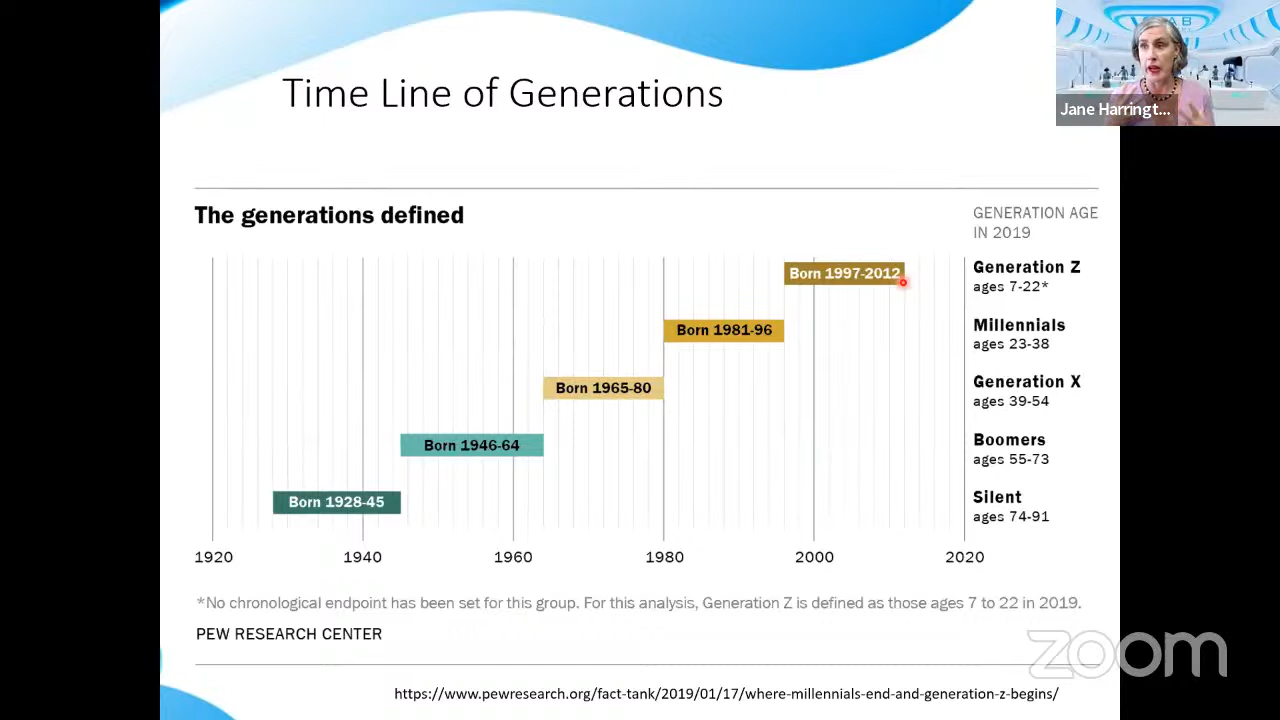 Time Line of Generations
Jane Harringt...
The generations defined
GENERATION AGE
IN 2019
Born 1997-2012
Generation Z
ages 7-22*
Born 1981-96
Millennials
ages 23-38
Born 1965-80
Generation X
ages 39-54
Born 1946-64
Boomers
ages 55-73
Born 1928-45
Silent
ages 74-91
1920 1940 1960 1980 2000 2020
*No chronological endpoint has been set for this group. For this analysis, Generation Z is defined as those ages 7 to 22 in 2019.
PEW RESEARCH CENTER
zoom
https://www.pewresearch.org/fact-tank/2019/01/17/where-millennials-end-and-generation-z-begins/